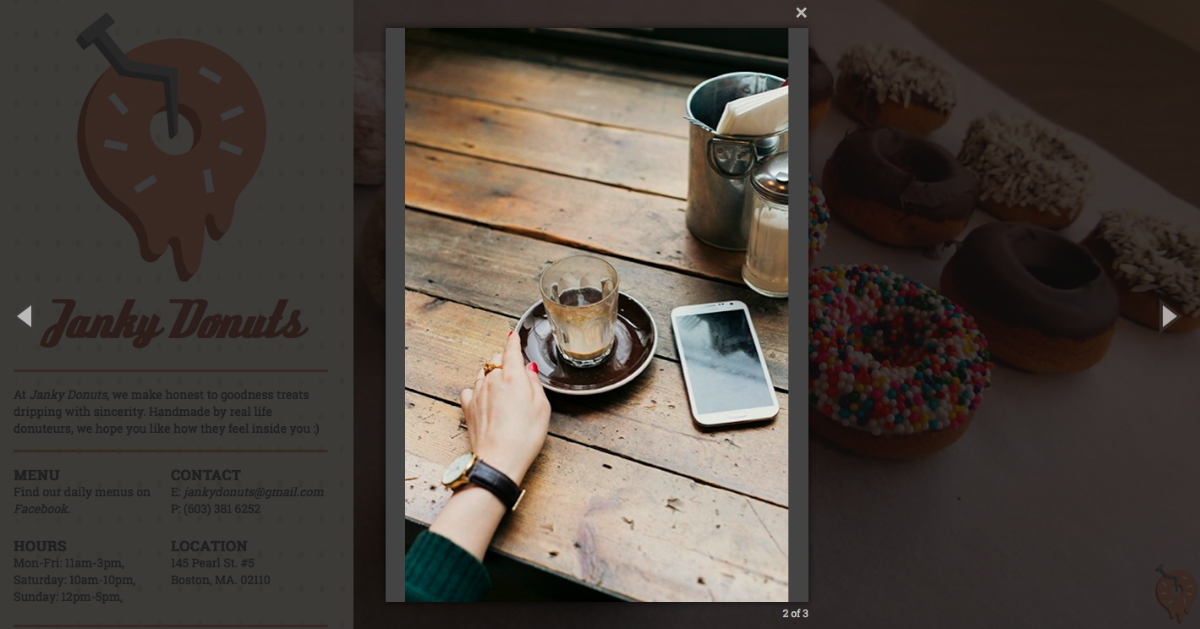 ×
Janky Donuts
At Janky Donuts, we make honest to goodness treats
dripping with sincerity. Handmade by real life
donuteurs, we hope you like how they feel inside you :)
MENU
Find our daily menus on
Facebook.
CONTACT
E: jankydonuts@gmail.com
P: (603) 381 6252
HOURS
Mon-Fri: 11am-3pm,
Saturday: 10am-10pm,
Sunday: 12pm-5pm,
LOCATION
145 Pearl St. #5
Boston, MA. 02110
2 of 3